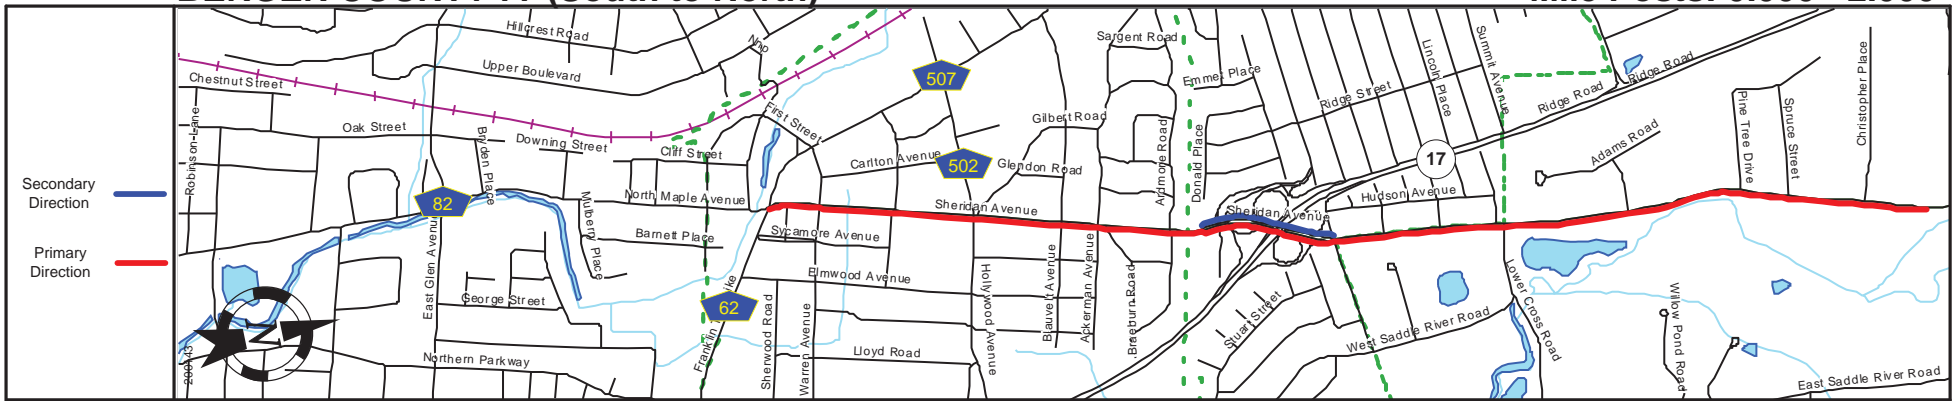 Secondary
Direction
Primary
Direction
Hillcrest Road
Upper Boulevard
Nnp
Chestnut Street
Robinson Lane
Oak Street
Bryden Place
Downing Street
Cliff Street
First Street
82
North Maple Avenue
Mulberry Place
Barnett Place
East Glen Avenue
George Street
Northern Parkway
200143
N
62
Sycamore Avenue
Elmwood Avenue
Sherwood Road
Warren Avenue
Lloyd Road
507
502
Carlton Avenue
Glendon Road
Gilbert Road
Sargent Road
Sheridan Avenue
Hollywood Avenue
Blauvelt Avenue
Ackerman Avenue
Braeburn Road
Ardmore Road
Donald Place
Emmet Place
Ridge Street
Lincoln Place
Summit Avenue
17
Sheridan Avenue
Hudson Avenue
Stuart Street
West Saddle River Road
Lower Cross Road
Ridge Road
Ridge Road
Adams Road
Pine Tree Drive
Spruce Street
Christopher Place
Willow Pond Road
East Saddle River Road